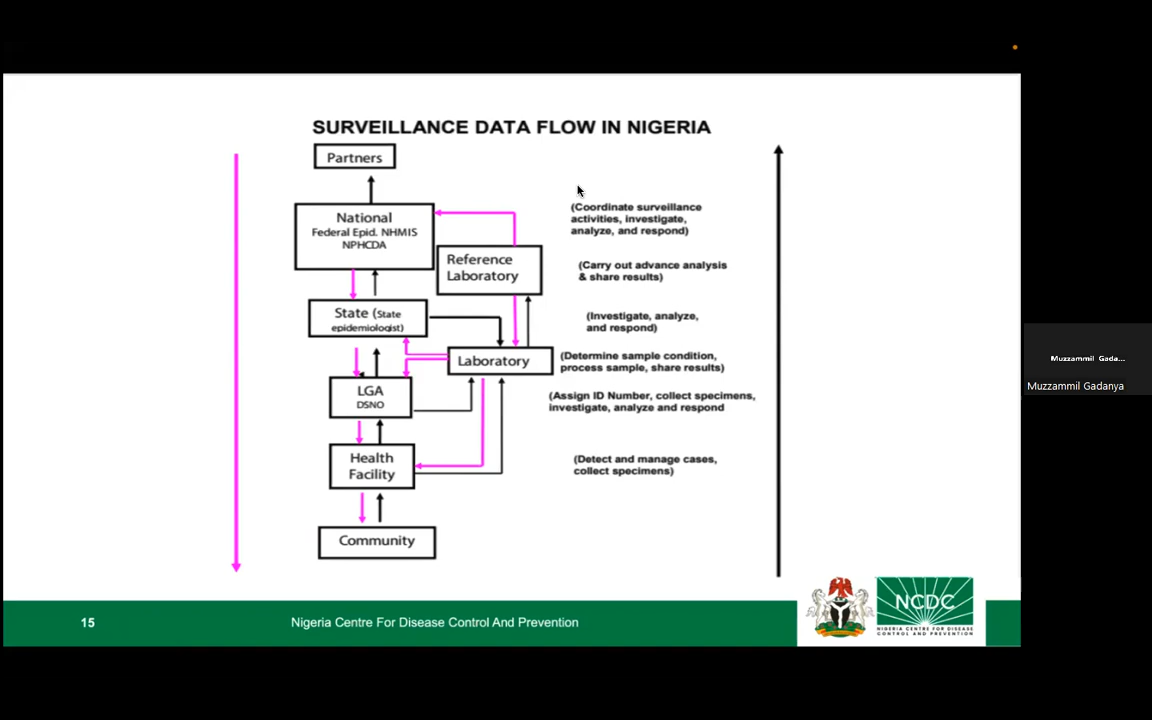 SURVEILLANCE DATA FLOW IN NIGERIA
Partners
National
Federal Epid. NHMIS
NPHCDA
(Coordinate surveillance
activities, investigate,
analyze, and respond)
Reference
Laboratory
(Carry out advance analysis
& share results)
State (State
epidemiologist)
(Investigate, analyze,
and respond)
Laboratory
(Determine sample condition,
process sample, share results)
LGA
DSNO
(Assign ID Number, collect specimens,
investigate, analyze and respond
Health
Facility
(Detect and manage cases,
collect specimens)
Community
15
Nigeria Centre For Disease Control And Prevention
NCDC
NIGERIA CENTRE FOR DISEASE
CONTROL AND PREVENTION
Muzzammil Gada...
Muzzammil Gadanya